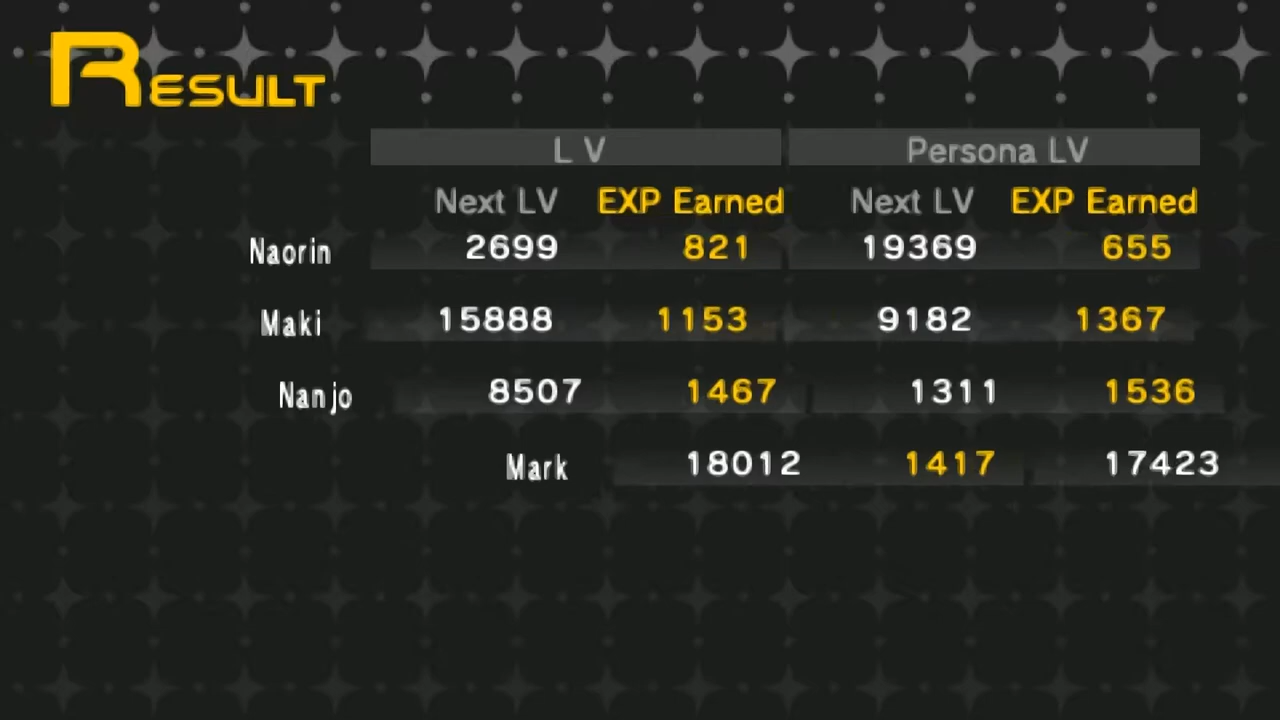 RESULT
LV Persona LV
Next LV EXP Earned Next LV EXP Earned
Naorin 2699 821 19369 655
Maki 15888 1153 9182 1367
Nanjo 8507 1467 1311 1536
Mark 18012 1417 17423